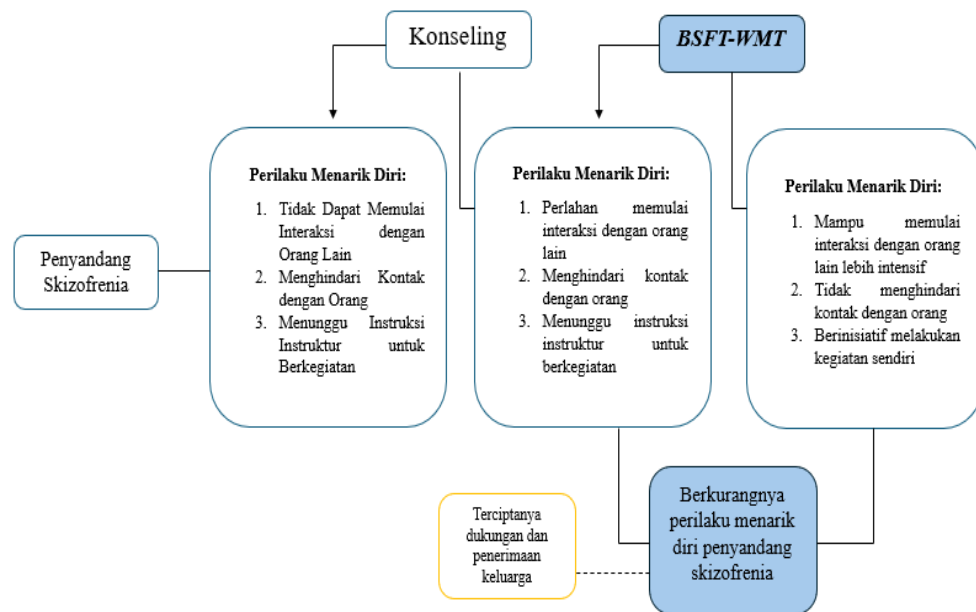 Konseling
BSFT-WMT
Penyandang
Skizofrenia
Perilaku Menarik Diri:
1. Tidak Dapat Memulai
Interaksi dengan
Orang Lain
2. Menghindari Kontak
dengan Orang
3. Menunggu Instruksi
Instruktur untuk
Berkegiatan
Perilaku Menarik Diri:
1. Perlahan memulai
interaksi dengan orang
lain
2. Menghindari kontak
dengan orang
3. Menunggu instruksi
instruktur untuk
berkegiatan
Perilaku Menarik Diri:
1. Mampu memulai
interaksi dengan orang
lain lebih intensif
2. Tidak menghindari
kontak dengan orang
3. Berinisiatif melakukan
kegiatan sendiri
Terciptanya
dukungan dan
penerimaan
keluarga
Berkurangnya
perilaku menarik
diri penyandang
skizofrenia